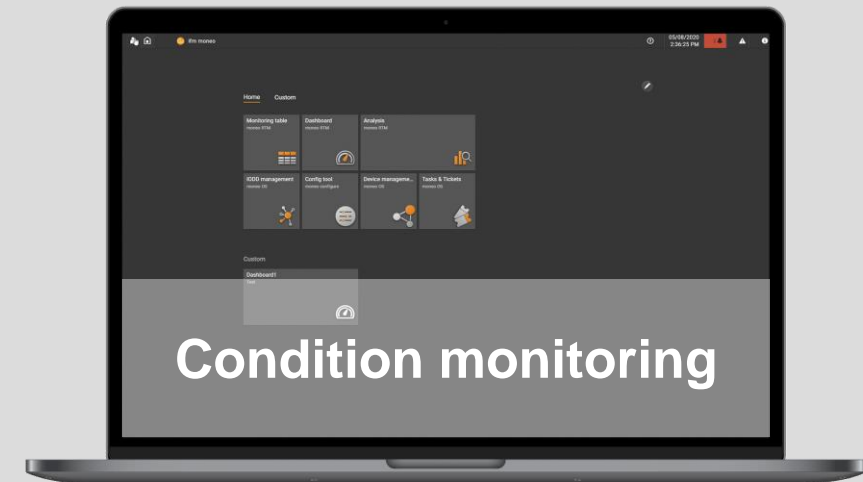 ifm moneo
05/08/2020
2:36:25 PM
Home Custom
Monitoring table
moneo RTM
Dashboard
moneo RTM
Analysis
moneo RTM
IODD management
moneo OS
Config tool
moneo configure
Device manageme...
moneo OS
Tasks & Tickets
moneo OS
Custom
Dashboard1
Condition monitoring